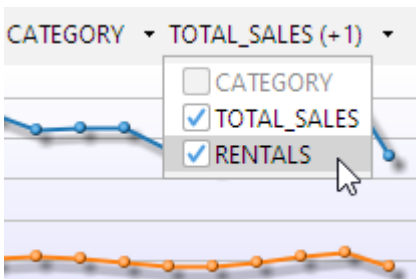 CATEGORY TOTAL_SALES (+1)
CATEGORY
TOTAL_SALES
RENTALS